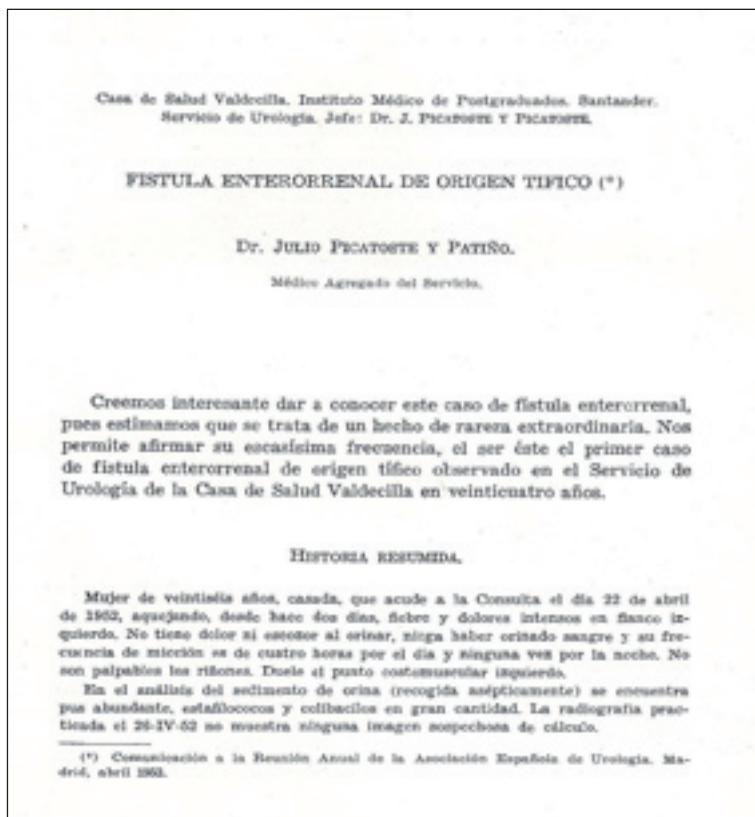 Casa de Salud Valdecilla. Instituto Médico de Postgraduados. Santander.
Servicio de Urología. Jefe: Dr. J. PICATOSTE Y PICATOSTE.
FISTULA ENTERORRENAL DE ORIGEN TIFICO (*)
Dr. JULIO PICATOSTE Y PATIÑO.
Médico Agregado del Servicio.
Creemos interesante dar a conocer este caso de fístula enterorrenal,
pues estimamos que se trata de un hecho de rareza extraordinaria. Nos
permite afirmar su escasísima frecuencia, el ser éste el primer caso
de fístula enterorrenal de origen tífico observado en el Servicio de
Urología de la Casa de Salud Valdecilla en veinticuatro años.
HISTORIA RESUMIDA.
Mujer de veintiséis años, casada, que acude a la Consulta el día 22 de abril
de 1952, aquejando, desde hace dos días, fiebre y dolores intensos en flanco iz-
quierdo. No tiene dolor ni escozor al orinar, niega haber orinado sangre y su fre-
cuencia de micción es de cuatro horas por el día y ninguna vez por la noche. No
son palpables los riñones. Duele el punto costomuscular izquierdo.
En el análisis del sedimento de orina (recogida asépticamente) se encuentra
pus abundante, estafilococos y colibacilos en gran cantidad. La radiografía prac-
ticada el 26-IV-52 no muestra ninguna imagen sospechosa de cálculo.
(*) Comunicación a la Reunión Anual de la Asociación Española de Urología. Ma-
drid, abril 1953.